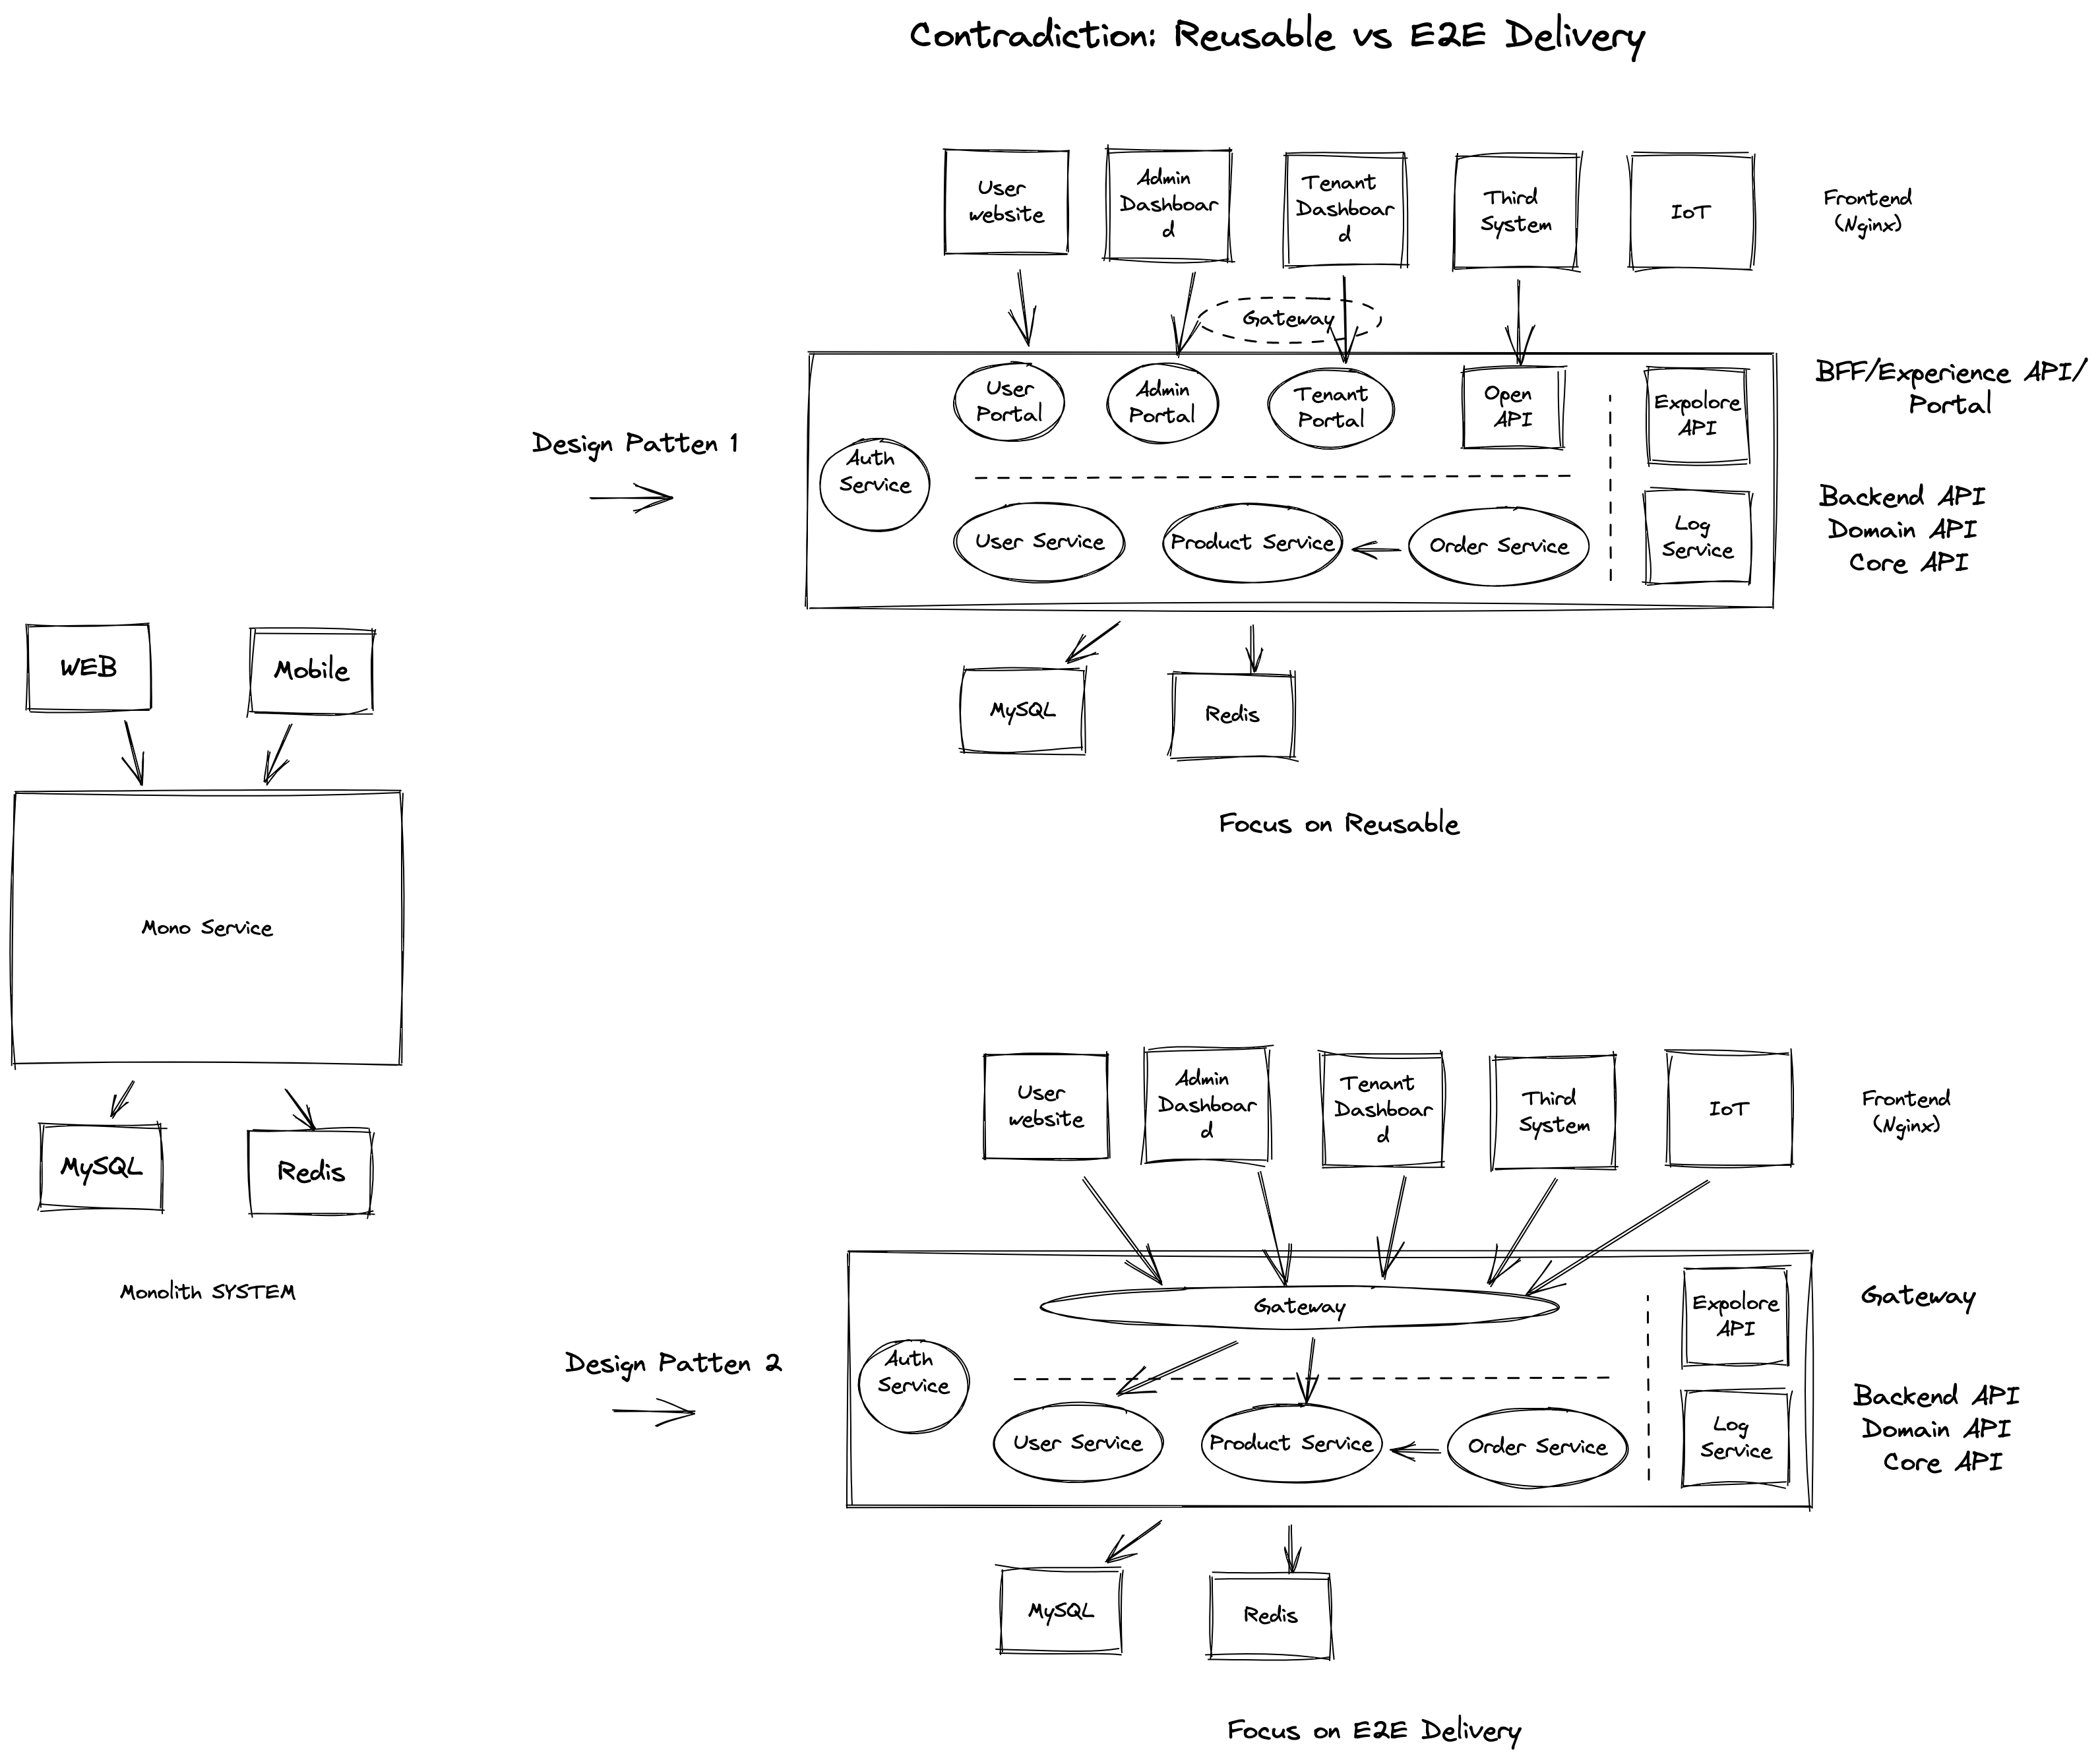 Contradiction: Reusable vs E2E Delivery
User
website
Admin
Dashboar
d
Tenant
Dashboar
d
Third
System
IoT
Frontend
(Nginx)
Gateway
User
Portal
Admin
Portal
Tenant
Portal
Open
API
Expolore
API
BFF/Experience API/
Portal
Design Patten 1
Auth
Service
User Service
Product Service
Order Service
Log
Service
Backend API
Domain API
Core API
MySQL
Redis
Focus on Reusable
WEB
Mobile
Mono Service
MySQL
Redis
Monolith SYSTEM
User
website
Admin
Dashboar
d
Tenant
Dashboar
d
Third
System
IoT
Frontend
(Nginx)
Gateway
Expolore
API
Gateway
Design Patten 2
Auth
Service
User Service
Product Service
Order Service
Log
Service
Backend API
Domain API
Core API
MySQL
Redis
Focus on E2E Delivery